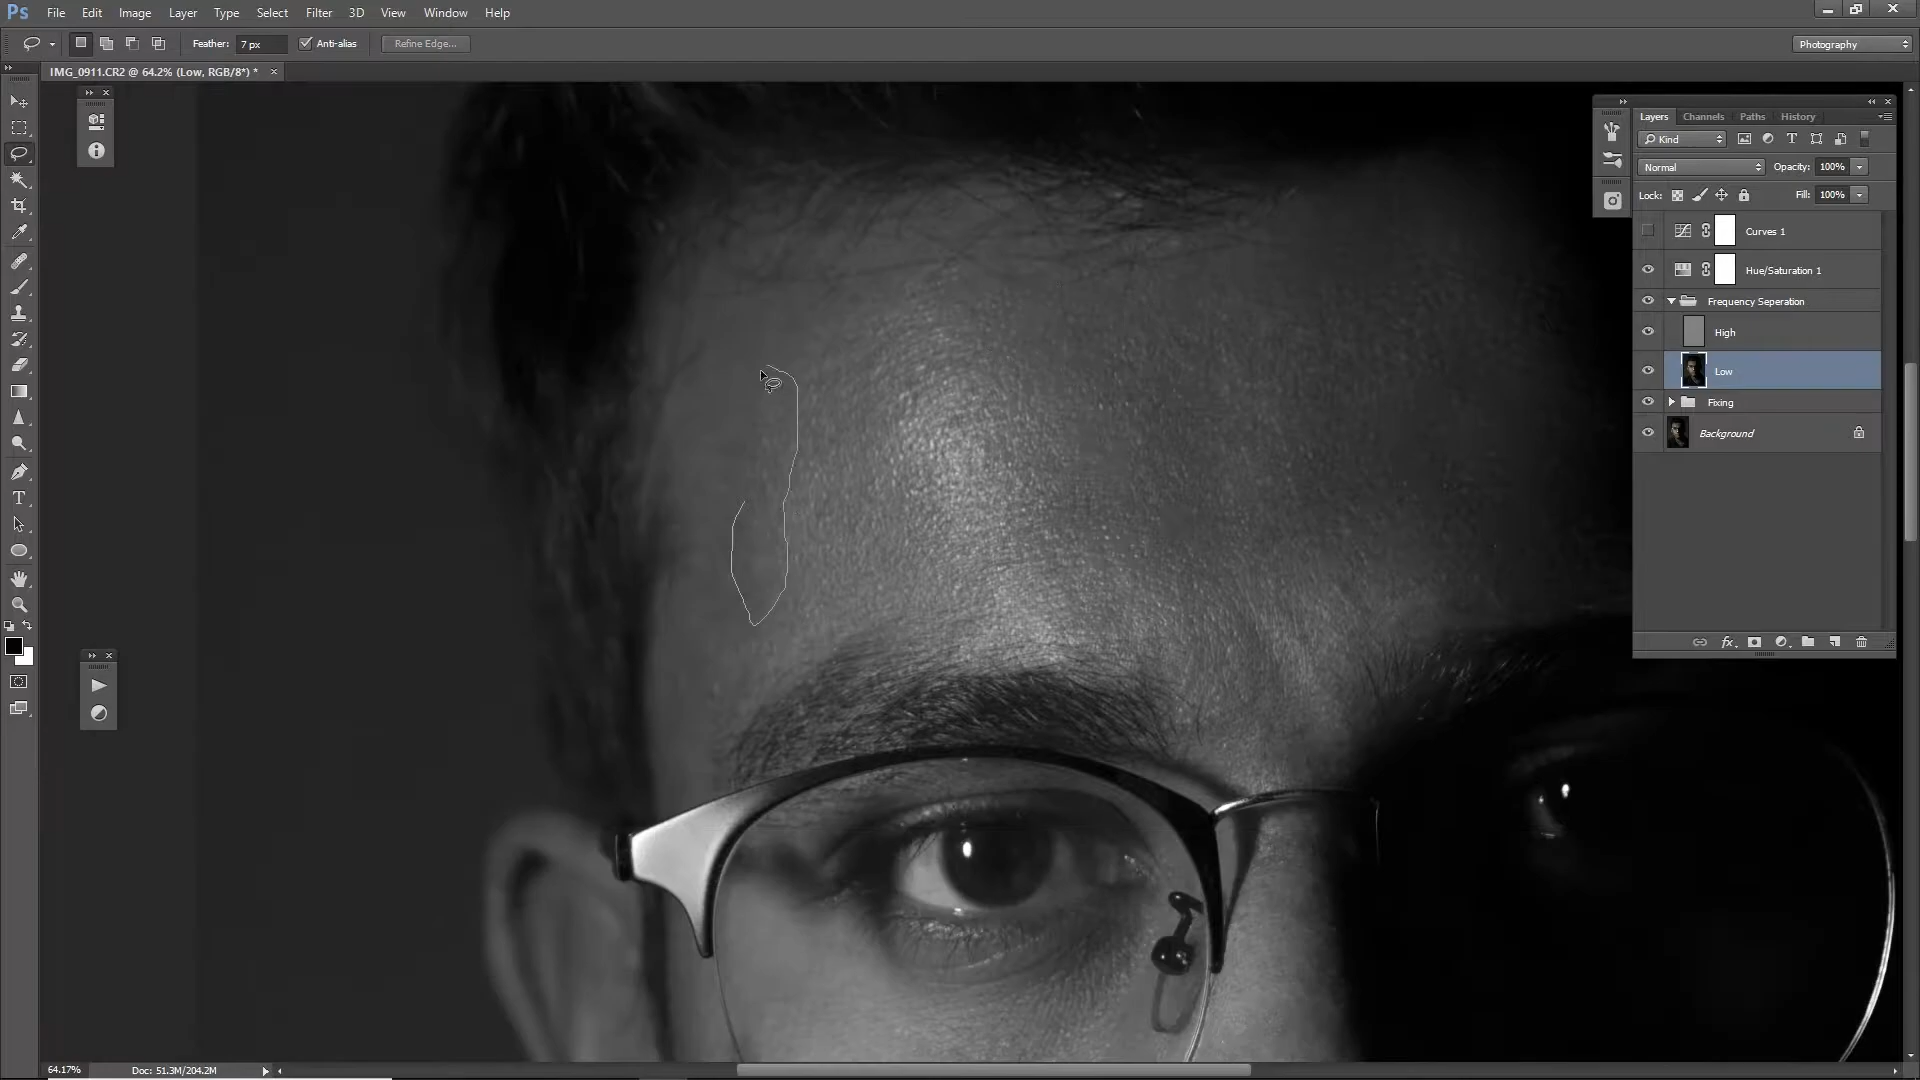 Ps File Edit Image Layer Type Select Filter 3D View Window Help
Feather: 7 px Anti-alias Refine Edge... Photography
IMG_0911.CR2 @ 64.2% (Low, RGB/8*) *
Layers Channels Paths History
Kind
Normal Opacity: 100%
Lock: Fill: 100%
Curves 1
Hue/Saturation 1
Frequency Seperation
High
Low
Fixing
Background
fx
64.17% Doc: 51.3M/204.2M